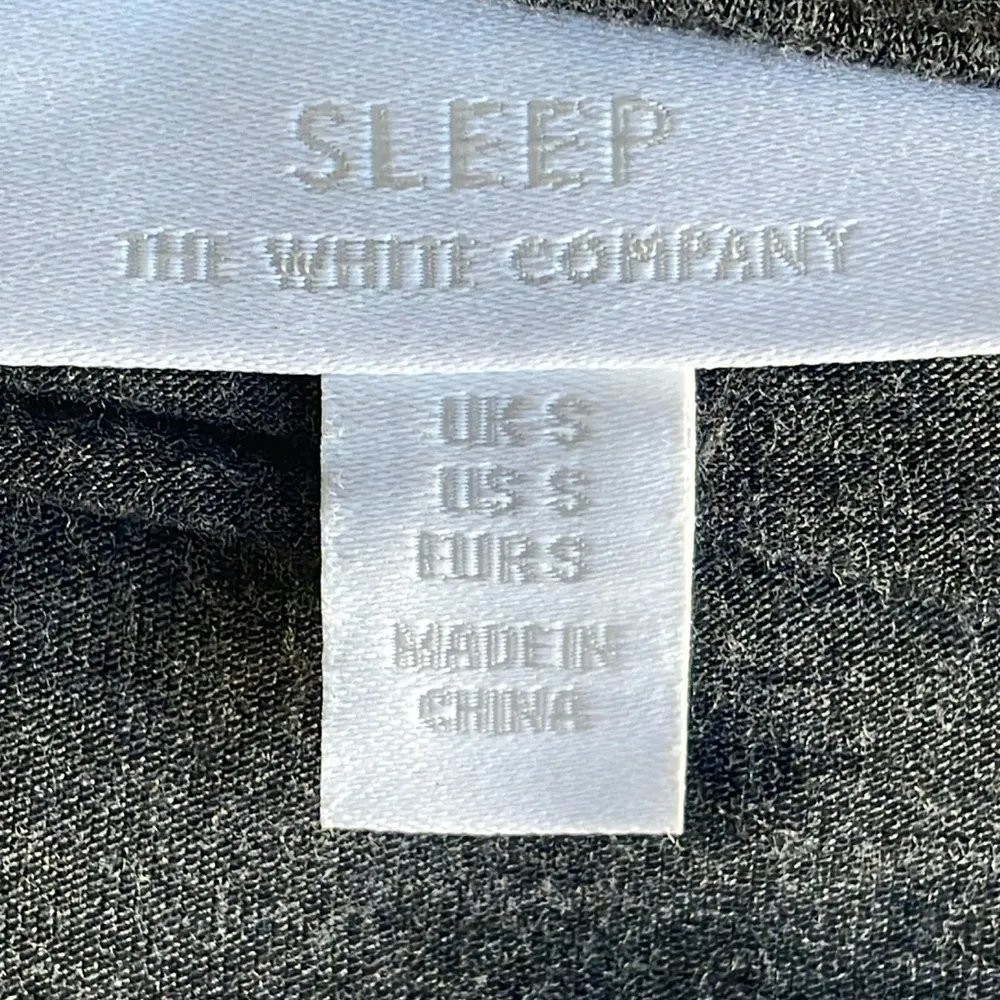 SLEEP
THE WHITE COMPANY
UK S
US S
EUR S
MADE IN
CHINA